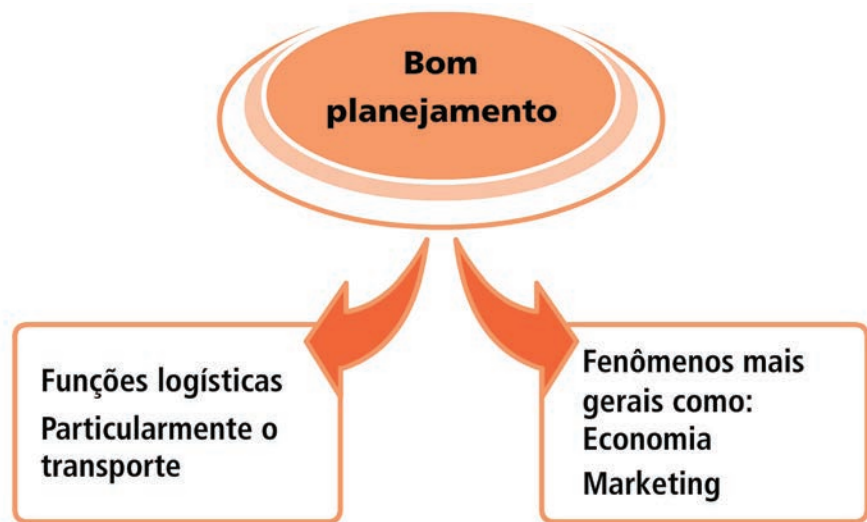 Bom
planejamento
Funções logísticas
Particularmente o
transporte
Fenômenos mais
gerais como:
Economia
Marketing